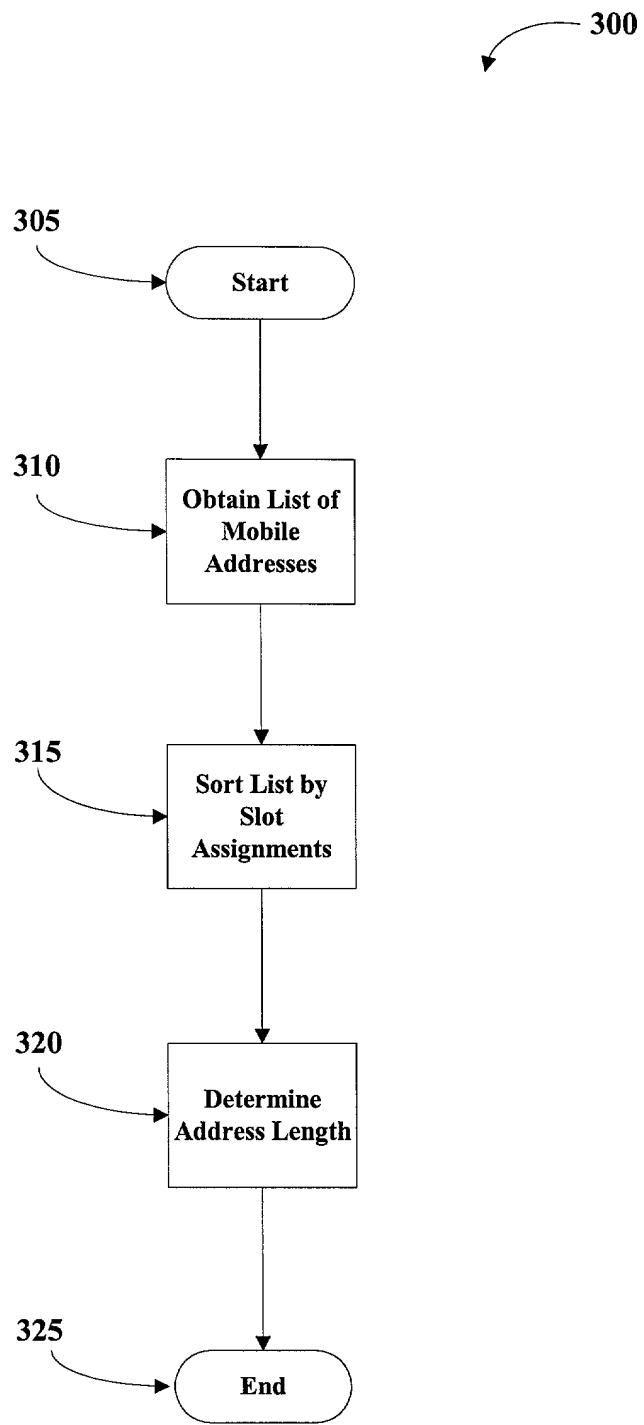 300
305
Start
310
Obtain List of
Mobile
Addresses
315
Sort List by
Slot
Assignments
320
Determine
Address Length
325
End